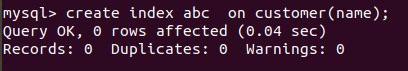 mysql> create index abc  on customer(name);
Query OK, 0 rows affected (0.04 sec)
Records: 0  Duplicates: 0  Warnings: 0